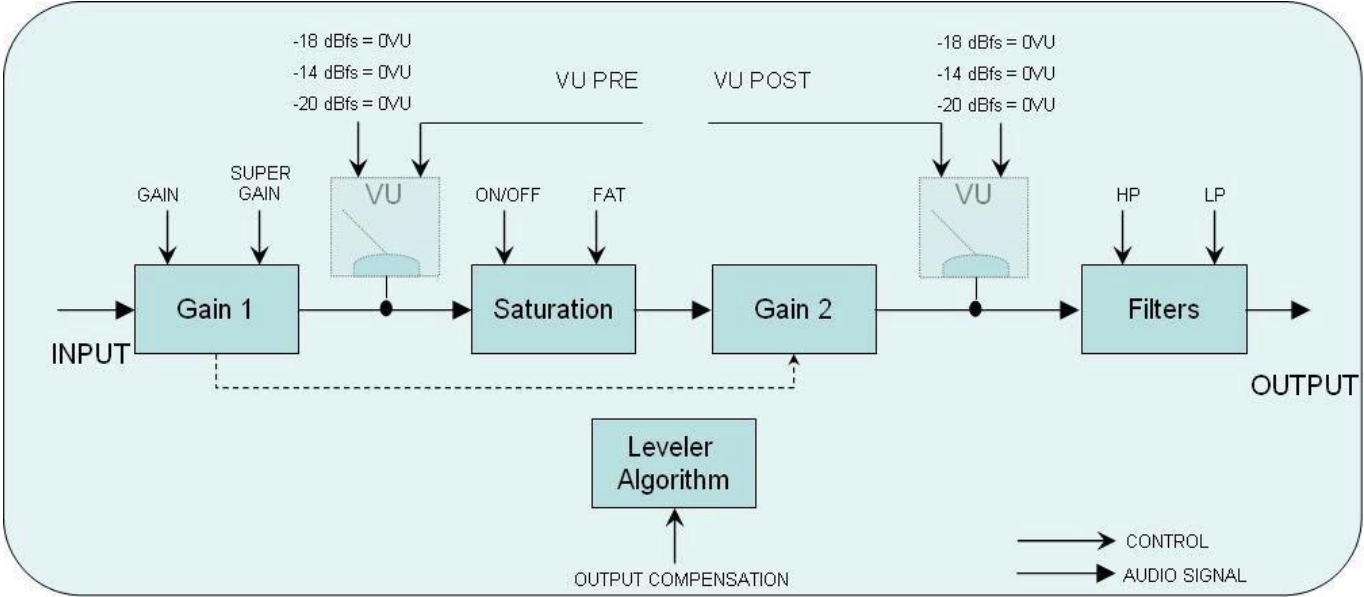 -18 dBfs = 0VU
-14 dBfs = 0VU
-20 dBfs = 0VU
VU PRE
VU POST
-18 dBfs = 0VU
-14 dBfs = 0VU
-20 dBfs = 0VU
GAIN
SUPER
GAIN
VU
ON/OFF
FAT
VU
HP
LP
Gain 1
Saturation
Gain 2
Filters
INPUT
OUTPUT
Leveler
Algorithm
OUTPUT COMPENSATION
CONTROL
AUDIO SIGNAL